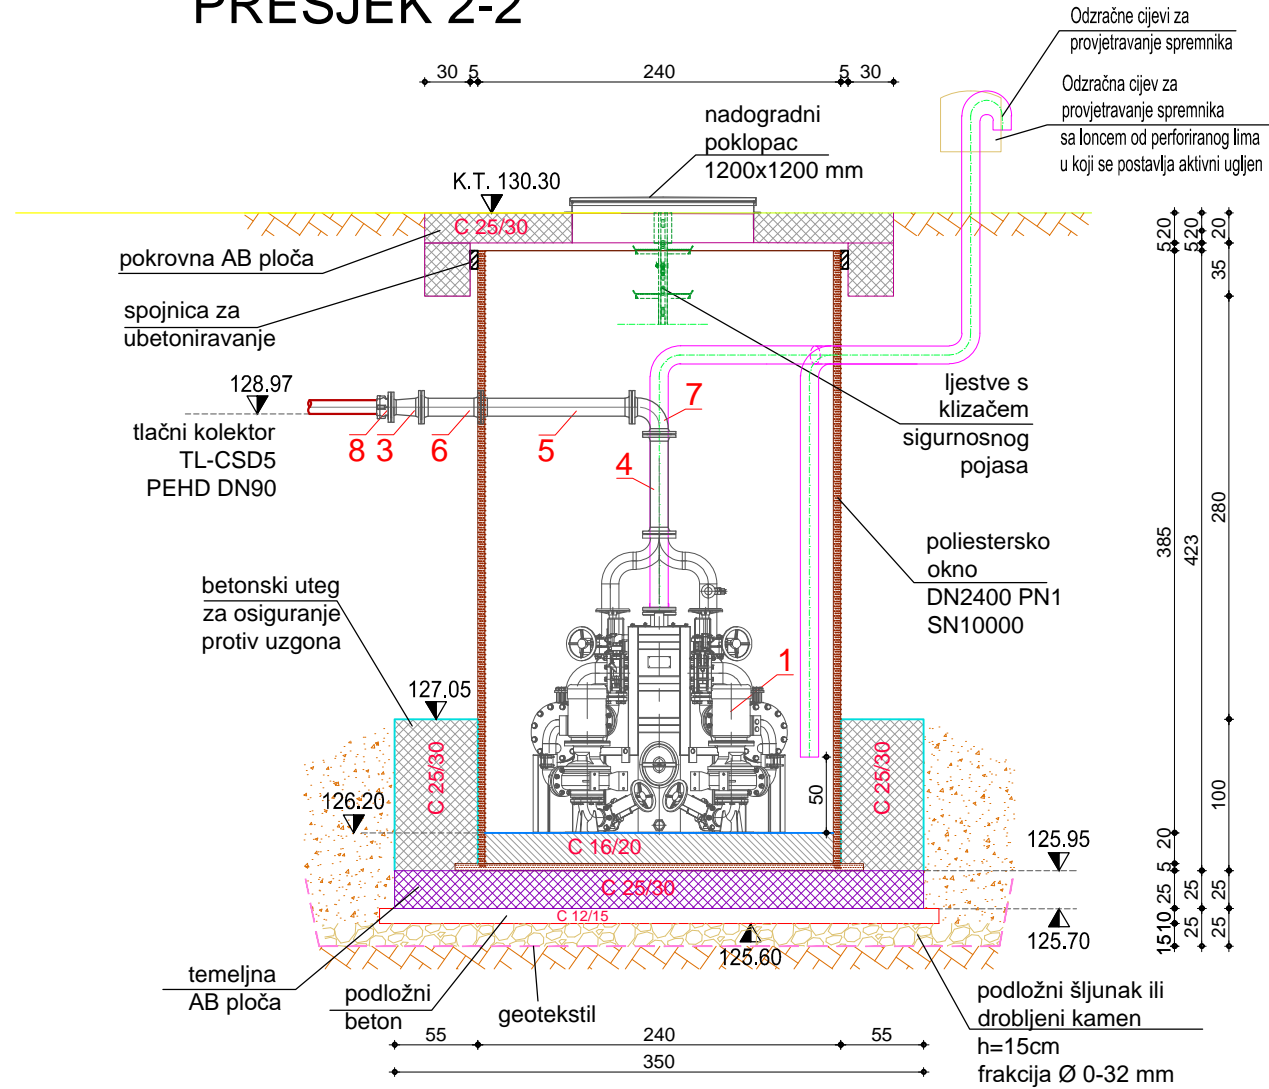 PRESJEK 2-2
Odzračne cijevi za
provjetravanje spremnika
Odzračna cijev za
provjetravanje spremnika
sa loncem od perforiranog lima
u koji se postavlja aktivni ugljen
30 5 240 5 30
nadogradni
poklopac
1200x1200 mm
K.T. 130.30
C 25/30
pokrovna AB ploča
spojnica za
ubetoniravanje
128.97
tlačni kolektor
TL-CSD5
PEHD DN90
8 3 6 5 7
4
ljestve s
klizačem
sigurnosnog
pojasa
poliestersko
okno
DN2400 PN1
SN10000
betonski uteg
za osiguranje
protiv uzgona
1
127.05
C 25/30
C 25/30
126.20
50
C 16/20
C 25/30
C 12/15
125.95
125.70
125.60
temeljna
AB ploča
podložni
beton
geotekstil
podložni šljunak ili
drobljeni kamen
h=15cm
frakcija Ø 0-32 mm
55 240 55
350
20 5 385 20 5 25 10 15
20 5 423 25 25
20 35 280 100 25 25